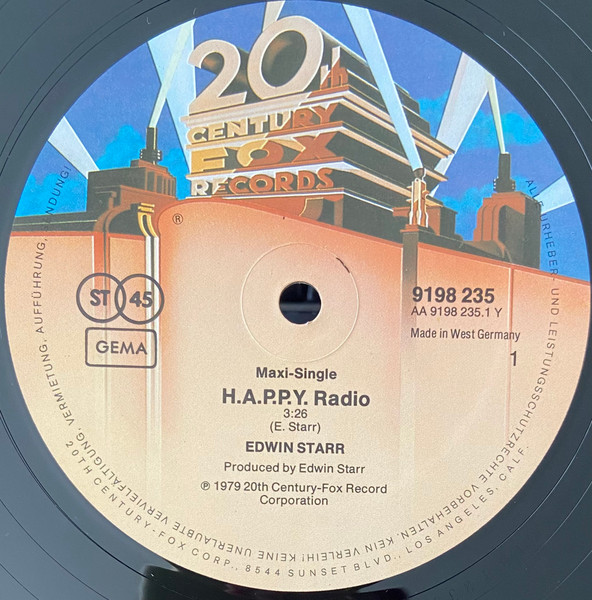 20th
CENTURY
FOX
RECORDS
®
ST 45
GEMA
9198 235
AA 9198 235.1 Y
Made in West Germany
1
Maxi-Single
H.A.P.P.Y. Radio
3:26
(E. Starr)
EDWIN STARR
Produced by Edwin Starr
℗ 1979 20th Century-Fox Record
Corporation
ALLE URHEBER- UND LEISTUNGSSCHUTZRECHTE VORBEHALTEN. KEIN VERLEIH! KEINE UNERLAUBTE VERVIELFÄLTIGUNG, VERMIETUNG, AUFFÜHRUNG, SENDUNG!
20TH CENTURY-FOX CORP., 8544 SUNSET BLVD., LOS ANGELES, CALF.